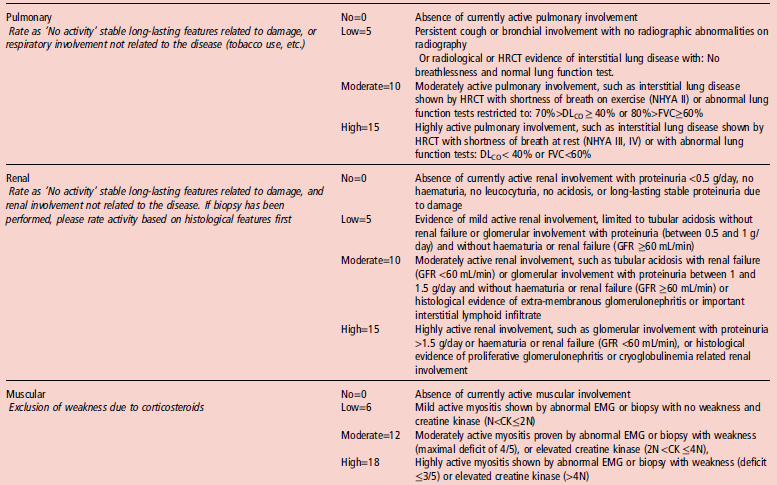 Pulmonary No=0 Absence of currently active pulmonary involvement
Rate as ‘No activity’ stable long-lasting features related to damage, or Low=5 Persistent cough or bronchial involvement with no radiographic abnormalities on
respiratory involvement not related to the disease (tobacco use, etc.) radiography
Or radiological or HRCT evidence of interstitial lung disease with: No
breathlessness and normal lung function test.
Moderate=10 Moderately active pulmonary involvement, such as interstitial lung disease
shown by HRCT with shortness of breath on exercise (NHYA II) or abnormal lung
function tests restricted to: 70%>DLCO≥ 40% or 80%>FVC≥60%
High=15 Highly active pulmonary involvement, such as interstitial lung disease shown by
HRCT with shortness of breath at rest (NHYA III, IV) or with abnormal lung
function tests: DLCO< 40% or FVC<60%
Renal No=0 Absence of currently active renal involvement with proteinuria <0.5 g/day, no
Rate as ‘No activity’ stable long-lasting features related to damage, and haematuria, no leucocyturia, no acidosis, or long-lasting stable proteinuria due
renal involvement not related to the disease. If biopsy has been to damage
performed, please rate activity based on histological features first Low=5 Evidence of mild active renal involvement, limited to tubular acidosis without
renal failure or glomerular involvement with proteinuria (between 0.5 and 1 g/
day) and without haematuria or renal failure (GFR ≥60 mL/min)
Moderate=10 Moderately active renal involvement, such as tubular acidosis with renal failure
(GFR <60 mL/min) or glomerular involvement with proteinuria between 1 and
1.5 g/day and without haematuria or renal failure (GFR ≥60 mL/min) or
histological evidence of extra-membranous glomerulonephritis or important
interstitial lymphoid infiltrate
High=15 Highly active renal involvement, such as glomerular involvement with proteinuria
>1.5 g/day or haematuria or renal failure (GFR <60 mL/min), or histological
evidence of proliferative glomerulonephritis or cryoglobulinemia related renal
involvement
Muscular No=0 Absence of currently active muscular involvement
Exclusion of weakness due to corticosteroids Low=6 Mild active myositis shown by abnormal EMG or biopsy with no weakness and
creatine kinase (N<CK≤2N)
Moderate=12 Moderately active myositis proven by abnormal EMG or biopsy with weakness
(maximal deficit of 4/5), or elevated creatine kinase (2N<CK ≤4N),
High=18 Highly active myositis shown by abnormal EMG or biopsy with weakness (deficit
≤3/5) or elevated creatine kinase (>4N)